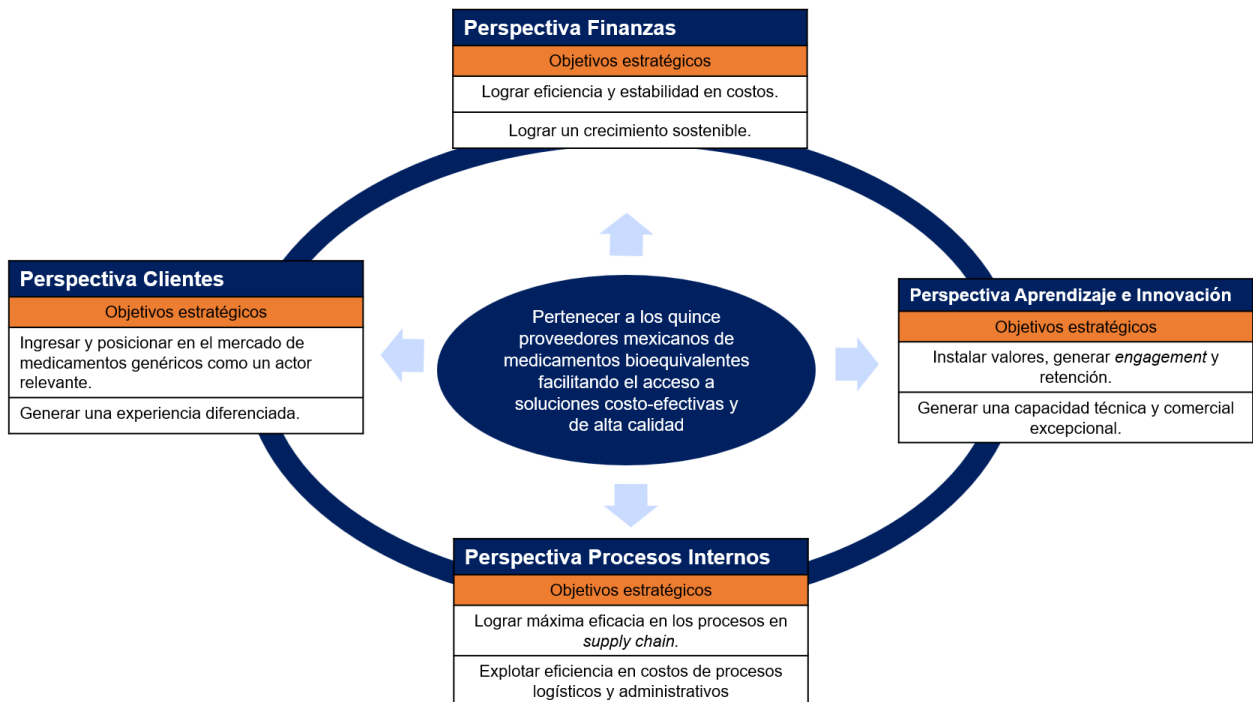 Perspectiva Finanzas
Objetivos estratégicos
Lograr eficiencia y estabilidad en costos.
Lograr un crecimiento sostenible.
Perspectiva Clientes
Objetivos estratégicos
Ingresar y posicionar en el mercado de
medicamentos genéricos como un actor
relevante.
Generar una experiencia diferenciada.
Pertenecer a los quince
proveedores mexicanos de
medicamentos bioequivalentes
facilitando el acceso a
soluciones costo-efectivas y
de alta calidad
Perspectiva Aprendizaje e Innovación
Objetivos estratégicos
Instalar valores, generar engagement y
retención.
Generar una capacidad técnica y comercial
excepcional.
Perspectiva Procesos Internos
Objetivos estratégicos
Lograr máxima eficacia en los procesos en
supply chain.
Explotar eficiencia en costos de procesos
logísticos y administrativos